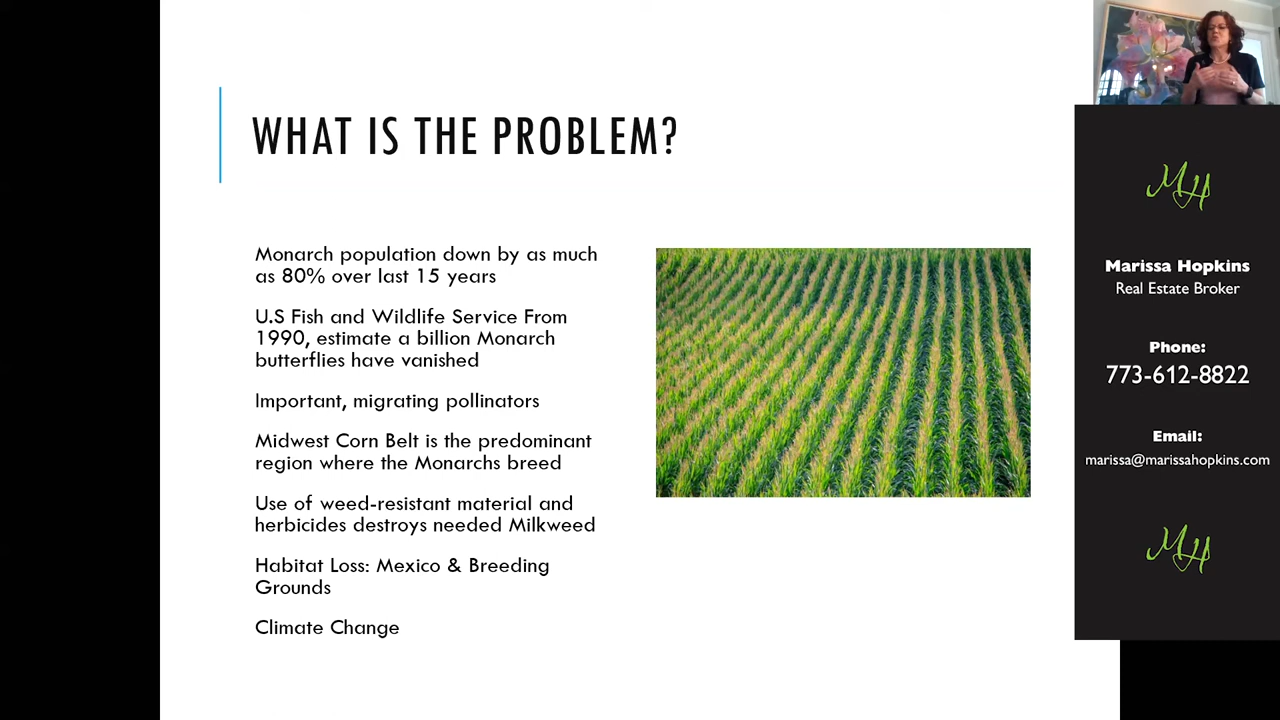 WHAT IS THE PROBLEM?
Monarch population down by as much
as 80% over last 15 years
U.S Fish and Wildlife Service From
1990, estimate a billion Monarch
butterflies have vanished
Important, migrating pollinators
Midwest Corn Belt is the predominant
region where the Monarchs breed
Use of weed-resistant material and
herbicides destroys needed Milkweed
Habitat Loss: Mexico & Breeding
Grounds
Climate Change
MH
Marissa Hopkins
Real Estate Broker
Phone:
773-612-8822
Email:
marissa@marissahopkins.com
MH